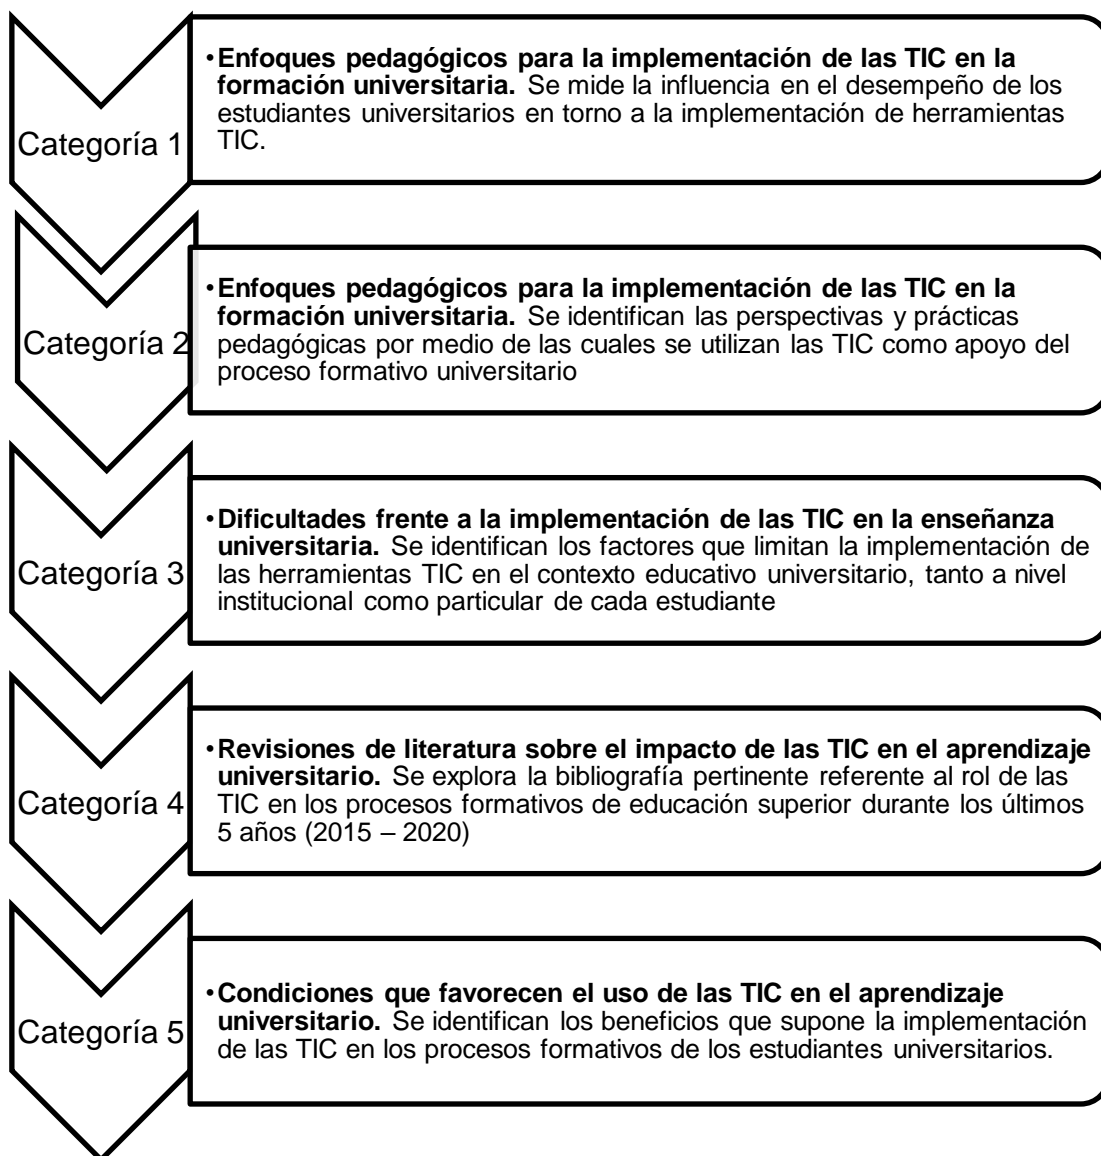 Categoría 1
•Enfoques pedagógicos para la implementación de las TIC en la
formación universitaria. Se mide la influencia en el desempeño de los
estudiantes universitarios en torno a la implementación de herramientas
TIC.
Categoría 2
•Enfoques pedagógicos para la implementación de las TIC en la
formación universitaria. Se identifican las perspectivas y prácticas
pedagógicas por medio de las cuales se utilizan las TIC como apoyo del
proceso formativo universitario
Categoría 3
•Dificultades frente a la implementación de las TIC en la enseñanza
universitaria. Se identifican los factores que limitan la implementación de
las herramientas TIC en el contexto educativo universitario, tanto a nivel
institucional como particular de cada estudiante
Categoría 4
•Revisiones de literatura sobre el impacto de las TIC en el aprendizaje
universitario. Se explora la bibliografía pertinente referente al rol de las
TIC en los procesos formativos de educación superior durante los últimos
5 años (2015 – 2020)
Categoría 5
•Condiciones que favorecen el uso de las TIC en el aprendizaje
universitario. Se identifican los beneficios que supone la implementación
de las TIC en los procesos formativos de los estudiantes universitarios.